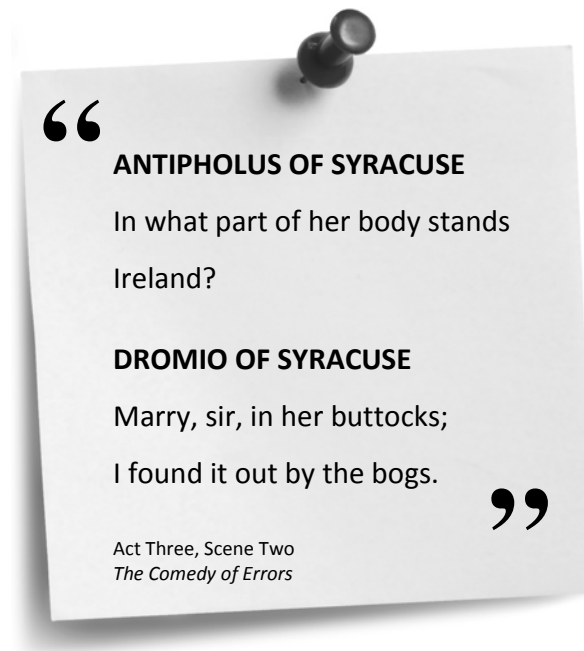 “
ANTIPHOLUS OF SYRACUSE
In what part of her body stands
Ireland?
DROMIO OF SYRACUSE
Marry, sir, in her buttocks;
I found it out by the bogs.
”
Act Three, Scene Two
The Comedy of Errors